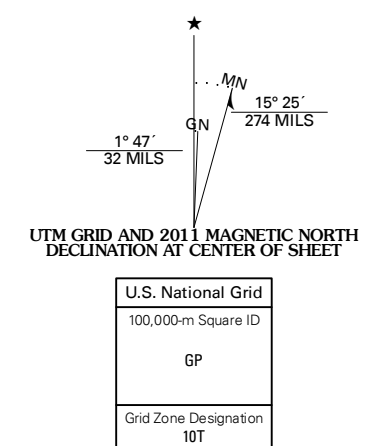 ★
MN
GN
15° 25´
274 MILS
1° 47´
32 MILS
UTM GRID AND 2011 MAGNETIC NORTH
DECLINATION AT CENTER OF SHEET
U.S. National Grid
100,000-m Square ID
GP
Grid Zone Designation
10T